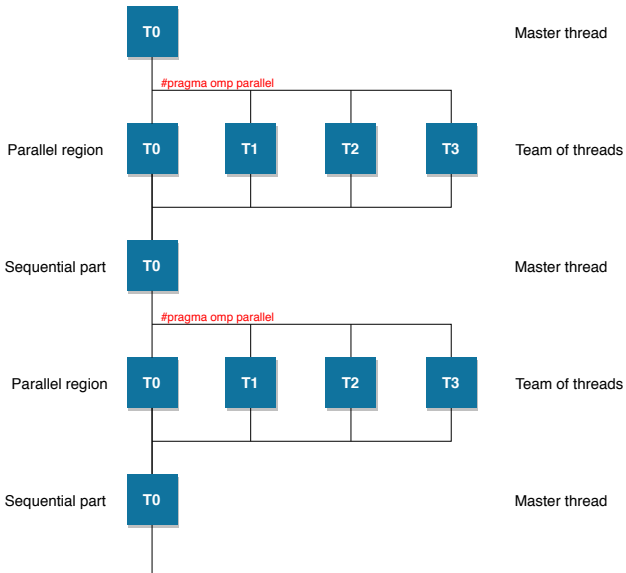 T0 Master thread
#pragma omp parallel
Parallel region T0 T1 T2 T3 Team of threads
Sequential part T0 Master thread
#pragma omp parallel
Parallel region T0 T1 T2 T3 Team of threads
Sequential part T0 Master thread